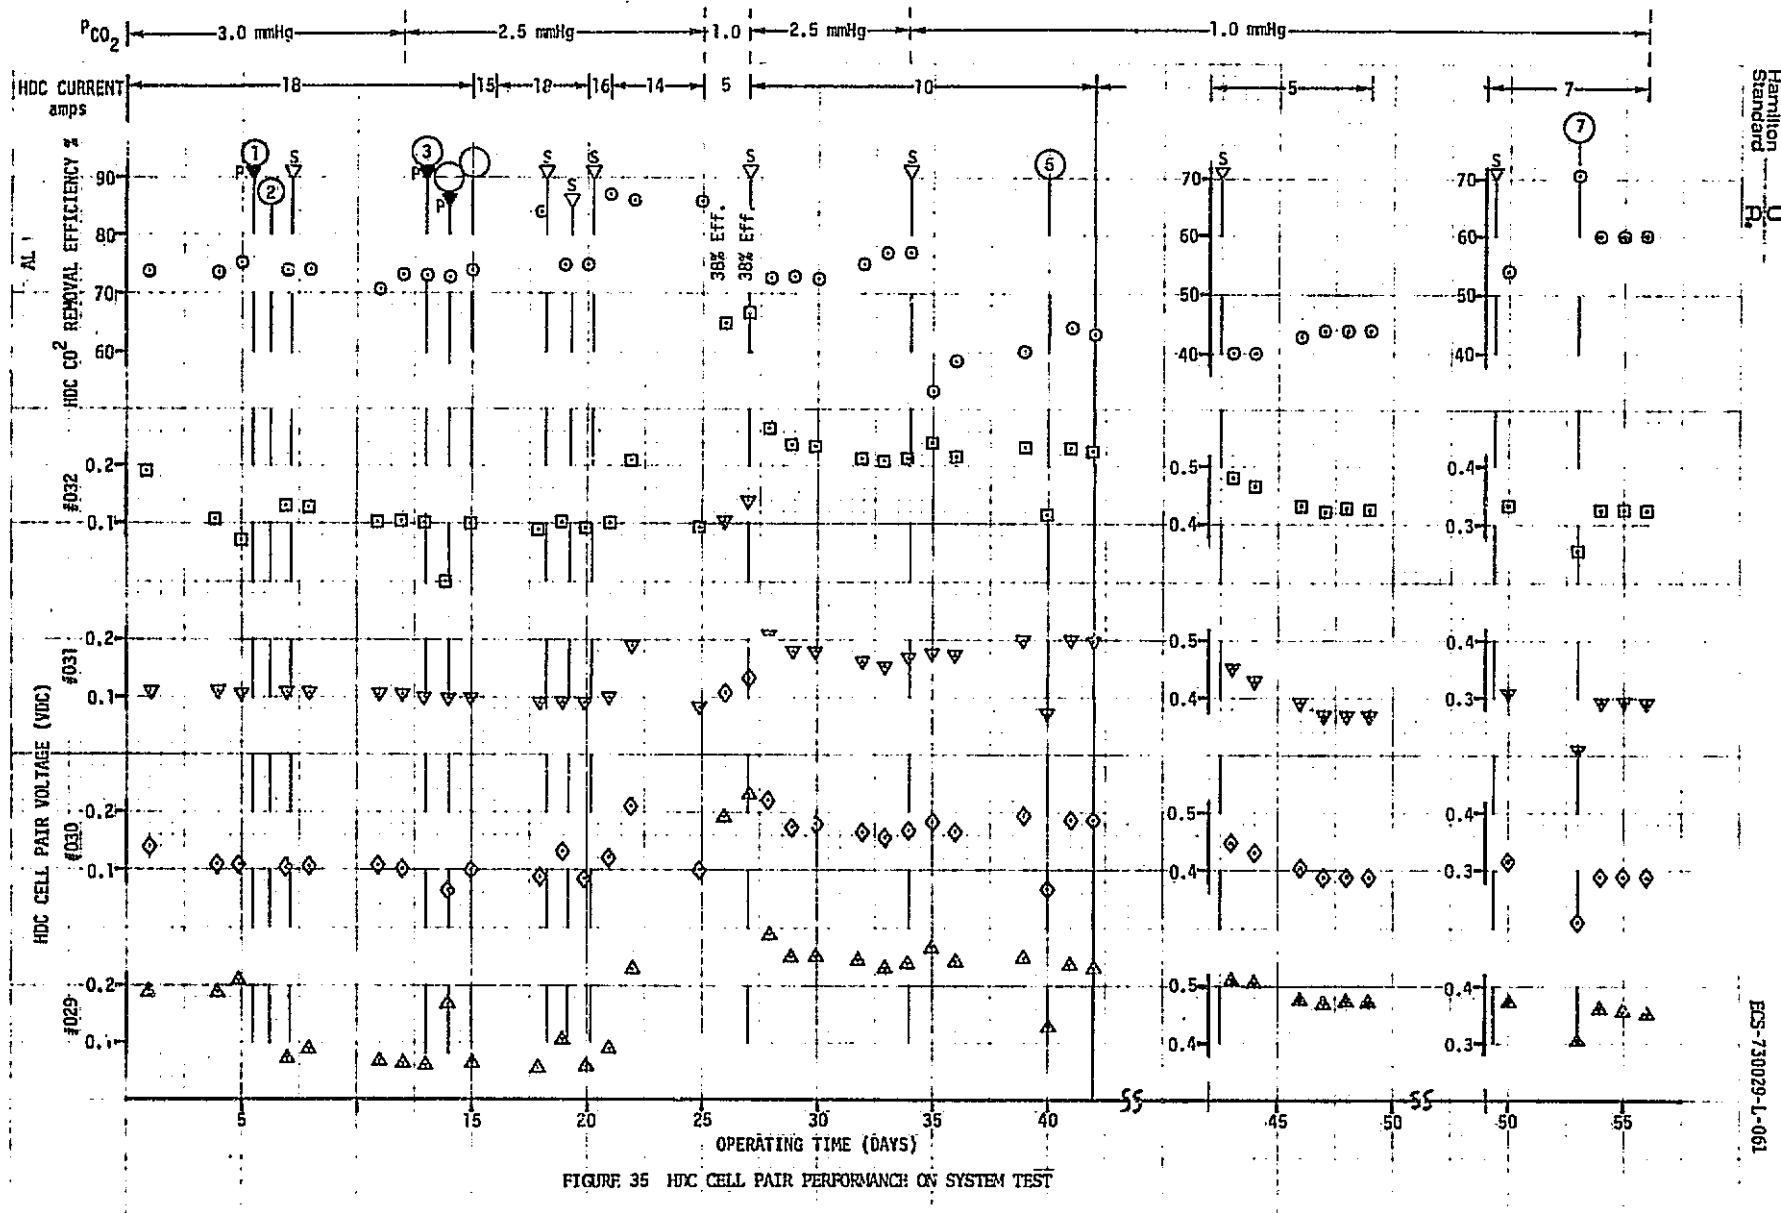 PCO2 3.0 mmHg 2.5 mmHg 1.0 2.5 mmHg 1.0 mmHg
HDC CURRENT
amps
18 15 18 16 14 5 10 5 7
Hamilton
Standard
U
R.
1 2 3 6 7
P S P P S S S S S S S
AL
HDC CO2 REMOVAL EFFICIENCY %
90
80
70
60
38% Eff.
38% Eff.
70
60
50
40
70
60
50
40
HDC CELL PAIR VOLTAGE (VDC)
#032
0.2
0.1
0.5
0.4
0.4
0.3
#031
0.2
0.1
0.5
0.4
0.4
0.3
#030
0.2
0.1
0.5
0.4
0.4
0.3
#029
0.2
0.1
0.5
0.4
0.4
0.3
5 10 15 20 25 30 35 40 45 50 50 55
OPERATING TIME (DAYS)
FIGURE 35 HDC CELL PAIR PERFORMANCE ON SYSTEM TEST
ECS-730029-L-061